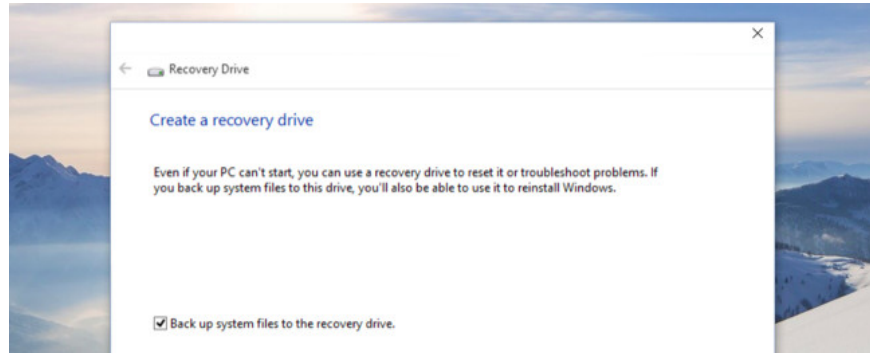 Recovery Drive
Create a recovery drive
Even if your PC can't start, you can use a recovery drive to reset it or troubleshoot problems. If
you back up system files to this drive, you'll also be able to use it to reinstall Windows.
Back up system files to the recovery drive.